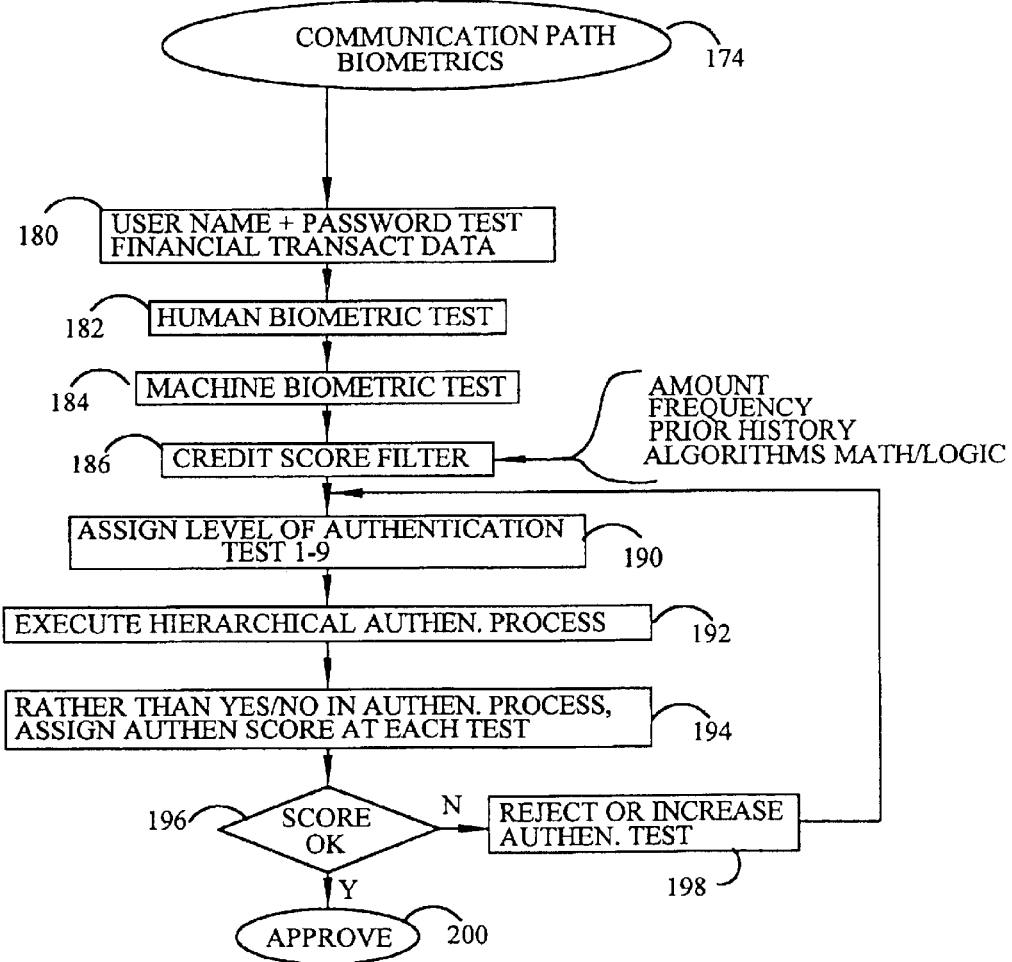 COMMUNICATION PATH
BIOMETRICS
174
USER NAME + PASSWORD TEST
FINANCIAL TRANSACT DATA
180
HUMAN BIOMETRIC TEST
182
MACHINE BIOMETRIC TEST
184
AMOUNT
FREQUENCY
PRIOR HISTORY
ALGORITHMS MATH/LOGIC
CREDIT SCORE FILTER
186
ASSIGN LEVEL OF AUTHENTICATION
TEST 1-9
190
EXECUTE HIERARCHICAL AUTHEN. PROCESS
192
RATHER THAN YES/NO IN AUTHEN. PROCESS,
ASSIGN AUTHEN SCORE AT EACH TEST
194
196
SCORE
OK
N
REJECT OR INCREASE
AUTHEN. TEST
198
Y
APPROVE
200